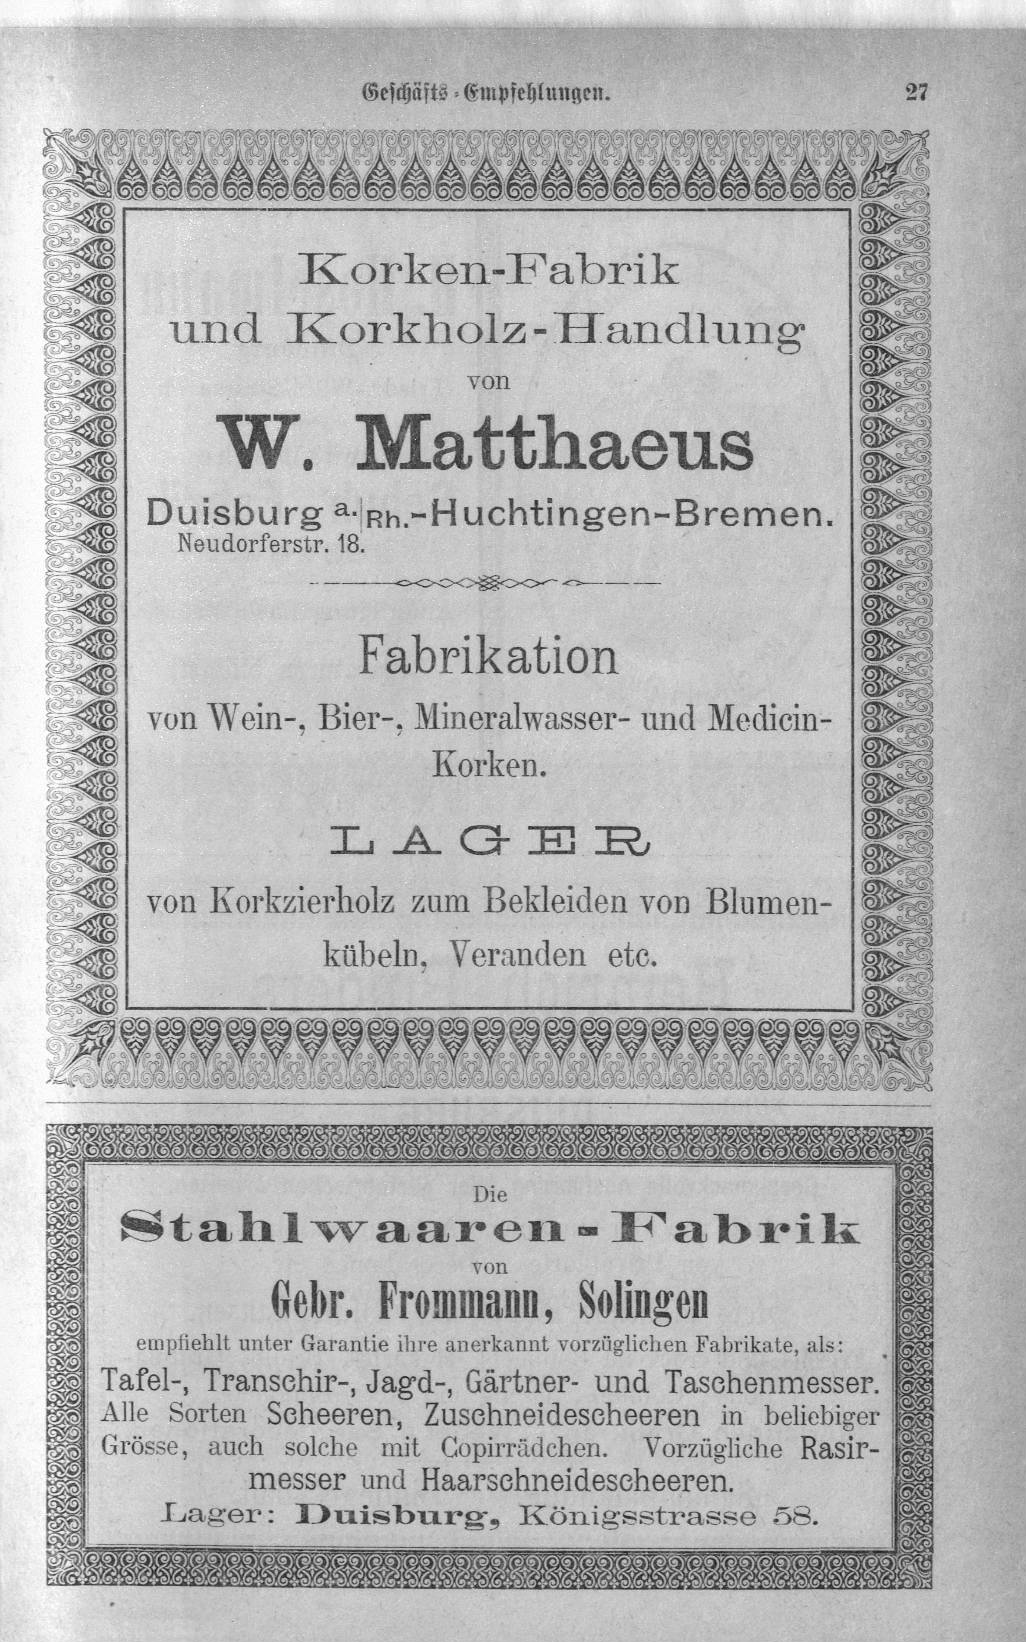 Geschäfts-Empfehlungen. 27
Korken-Fabrik
und Korkholz-Handlung
von
W. Matthaeus
Duisburg a.|Rh.-Huchtingen-Bremen.
Neudorferstr. 18.
Fabrikation
von Wein-, Bier-, Mineralwasser- und Medicin-
Korken.
LAGER
von Korkzierholz zum Bekleiden von Blumen-
kübeln, Veranden etc.
Die
Stahlwaaren-Fabrik
von
Gebr. Frommann, Solingen
empfiehlt unter Garantie ihre anerkannt vorzüglichen Fabrikate, als:
Tafel-, Transchir-, Jagd-, Gärtner- und Taschenmesser.
Alle Sorten Scheeren, Zuschneidescheeren in beliebiger
Grösse, auch solche mit Copirrädchen. Vorzügliche Rasir-
messer und Haarschneidescheeren.
Lager: Duisburg, Königsstrasse 58.